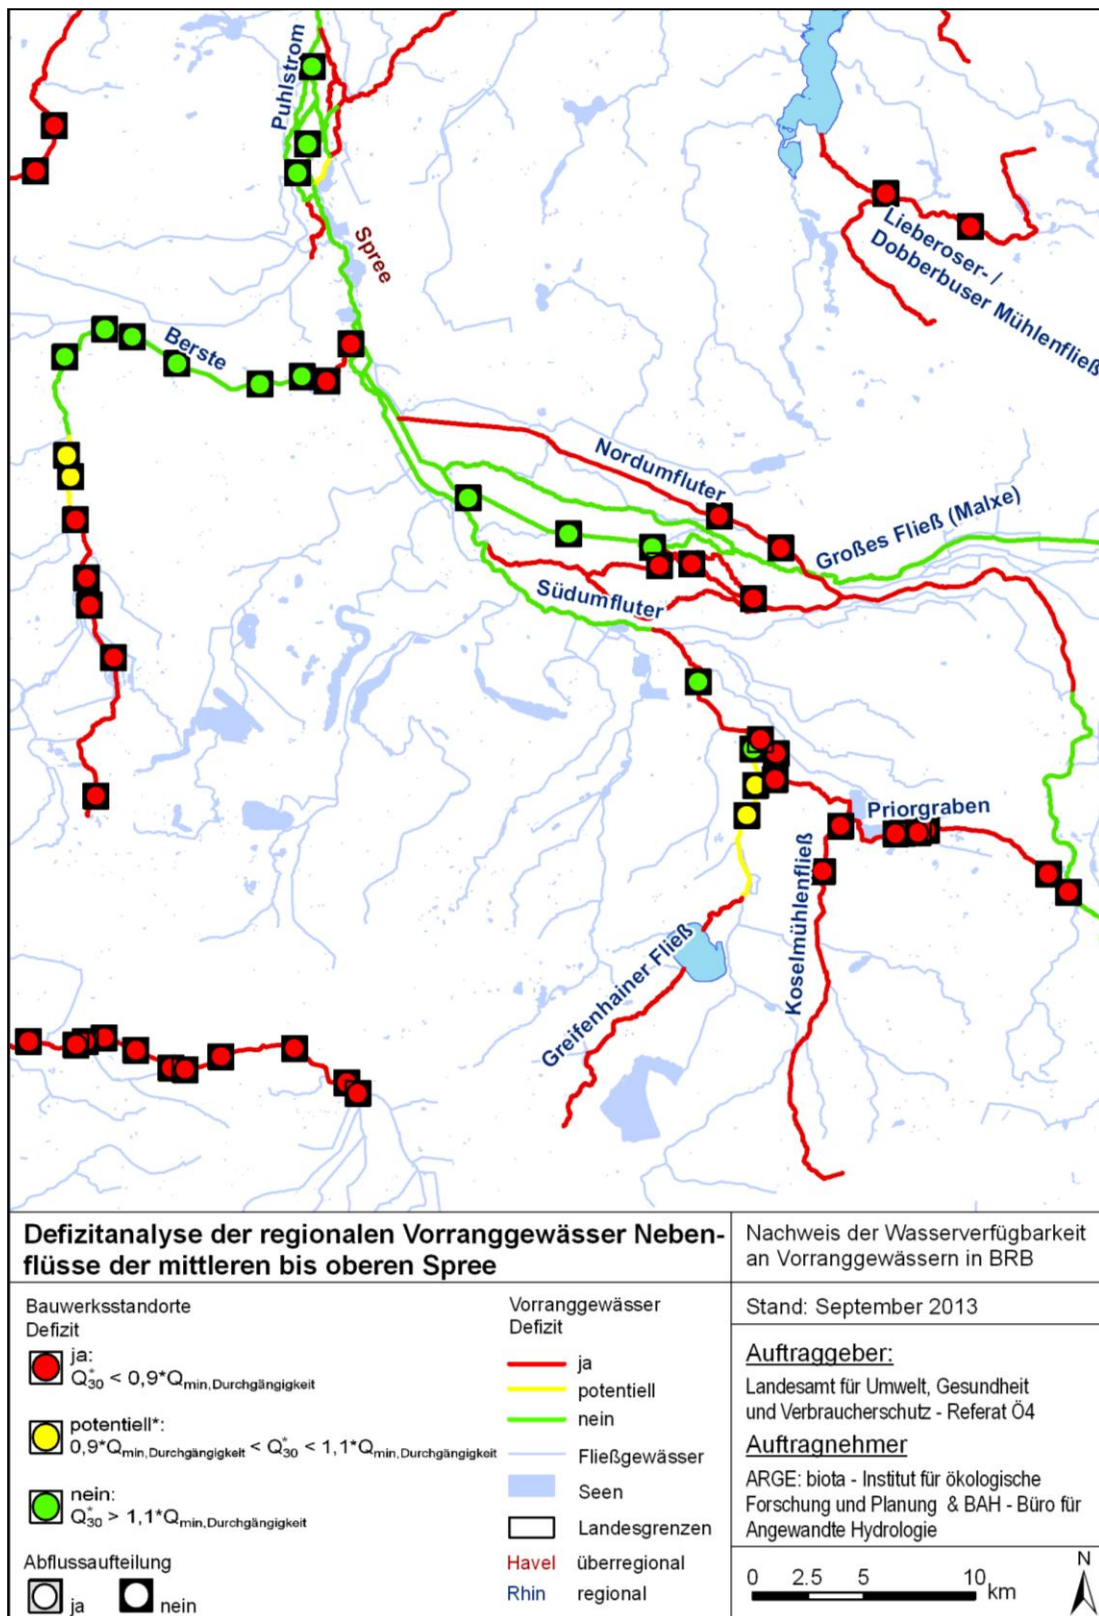 Puhlstrom
Spree
Lieberoser- /
Dobberbuser Mühlenfließ
Berste
Nordumfluter
Großes Fließ (Malxe)
Südumfluter
Priorgraben
Koselmühlenfließ
Greifenhainer Fließ
Defizitanalyse der regionalen Vorranggewässer Neben-
flüsse der mittleren bis oberen Spree
Bauwerksstandorte
Defizit
ja:
Q*30 < 0,9*Qmin,Durchgängigkeit
potentiell*:
0,9*Qmin,Durchgängigkeit < Q*30 < 1,1*Qmin,Durchgängigkeit
nein:
Q*30 > 1,1*Qmin,Durchgängigkeit
Abflussaufteilung
ja nein
Vorranggewässer
Defizit
ja
potentiell
nein
Fließgewässer
Seen
Landesgrenzen
Havel überregional
Rhin regional
Nachweis der Wasserverfügbarkeit
an Vorranggewässern in BRB
Stand: September 2013
Auftraggeber:
Landesamt für Umwelt, Gesundheit
und Verbraucherschutz - Referat Ö4
Auftragnehmer
ARGE: biota - Institut für ökologische
Forschung und Planung & BAH - Büro für
Angewandte Hydrologie
0 2.5 5 10 km
N